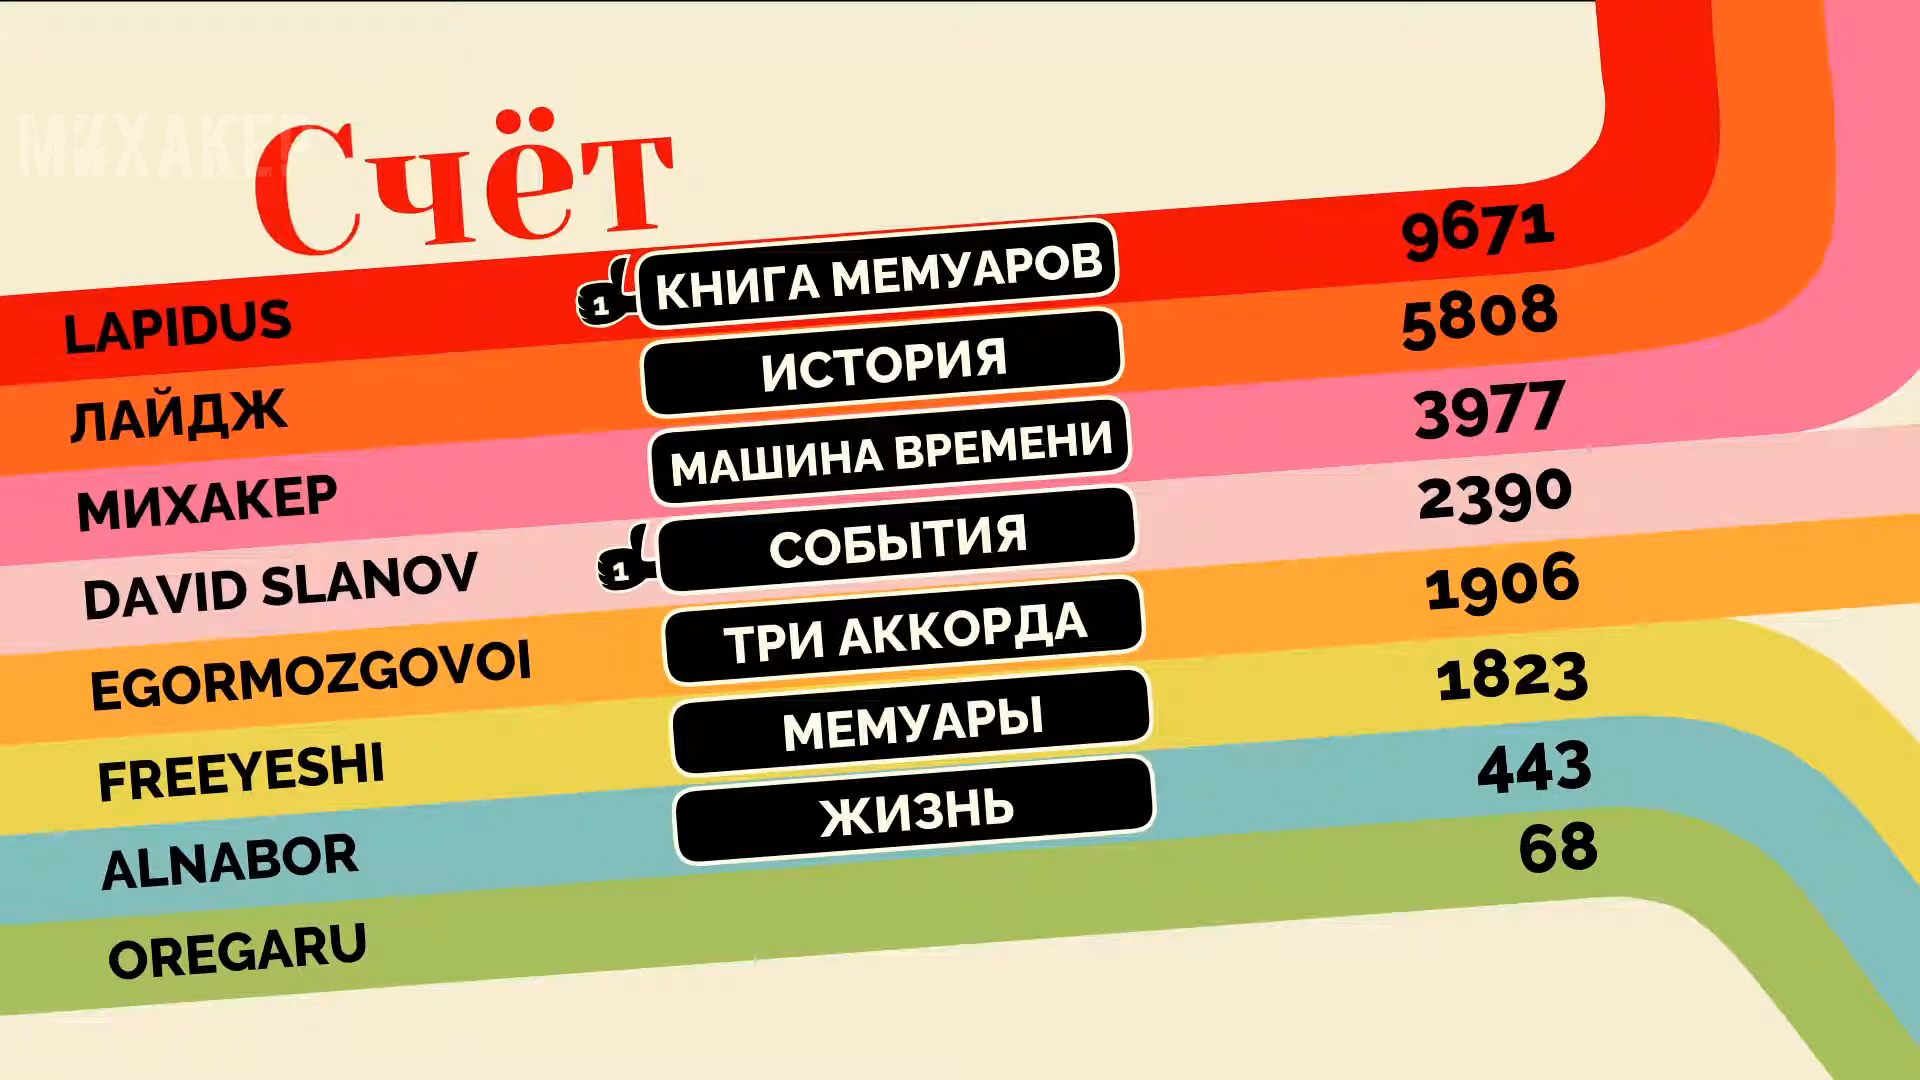 МИХАКЕР
Счёт
LAPIDUS 1 КНИГА МЕМУАРОВ 9671
ЛАЙДЖ ИСТОРИЯ 5808
МИХАКЕР МАШИНА ВРЕМЕНИ 3977
DAVID SLANOV 1 СОБЫТИЯ 2390
EGORMOZGOVOI ТРИ АККОРДА 1906
FREEYESHI МЕМУАРЫ 1823
ALNABOR ЖИЗНЬ 443
OREGARU 68